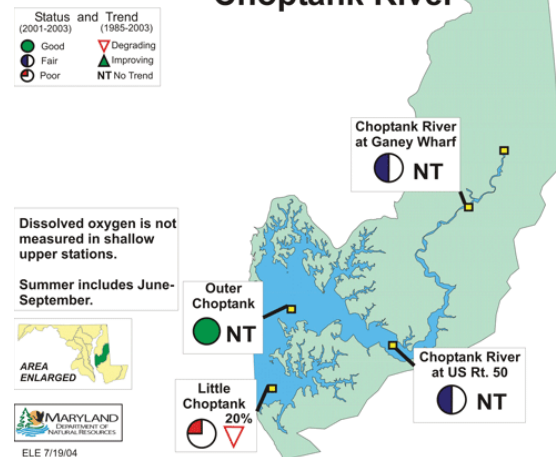 Choptank River
Status and Trend
(2001-2003) (1985-2003)
Good
Fair
Poor
Degrading
Improving
NT No Trend
Choptank River
at Ganey Wharf
NT
Dissolved oxygen is not
measured in shallow
upper stations.
Summer includes June-
September.
Outer
Choptank
NT
Choptank River
at US Rt. 50
NT
Little
Choptank
20%
AREA
ENLARGED
MARYLAND
DEPARTMENT OF
NATURAL RESOURCES
ELE 7/19/04